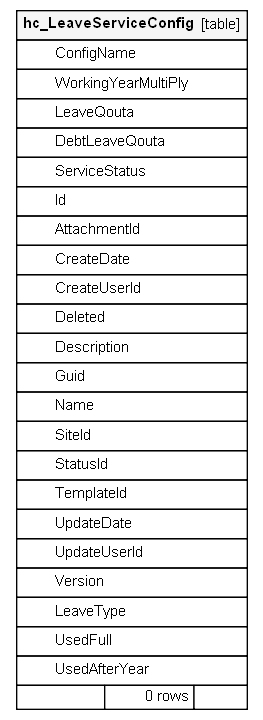 hc_LeaveServiceConfig [table]
ConfigName
WorkingYearMultiPly
LeaveQouta
DebtLeaveQouta
ServiceStatus
Id
AttachmentId
CreateDate
CreateUserId
Deleted
Description
Guid
Name
SiteId
StatusId
TemplateId
UpdateDate
UpdateUserId
Version
LeaveType
UsedFull
UsedAfterYear
0 rows